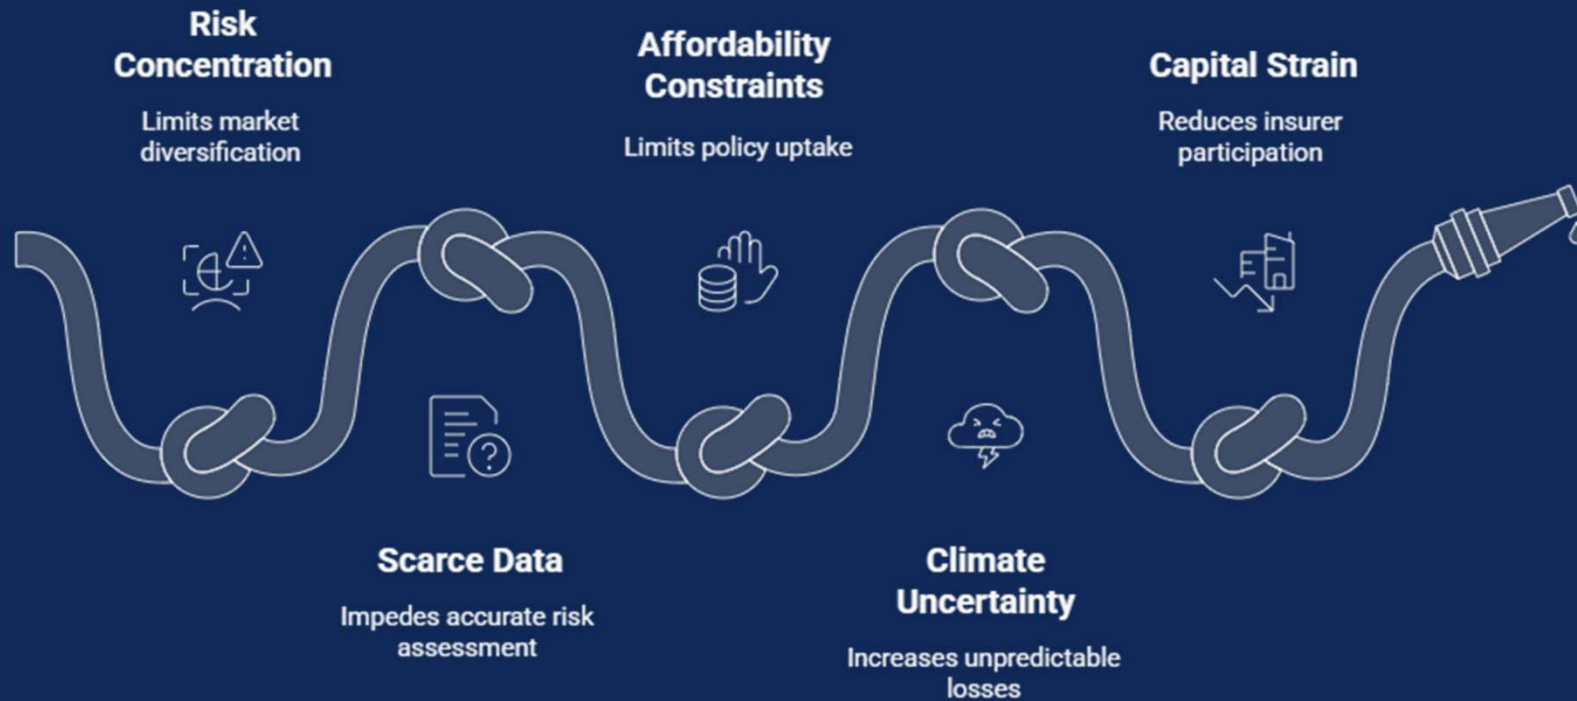 Risk
Concentration
Limits market
diversification
Affordability
Constraints
Limits policy uptake
Capital Strain
Reduces insurer
participation
Scarce Data
Impedes accurate risk
assessment
Climate
Uncertainty
Increases unpredictable
losses